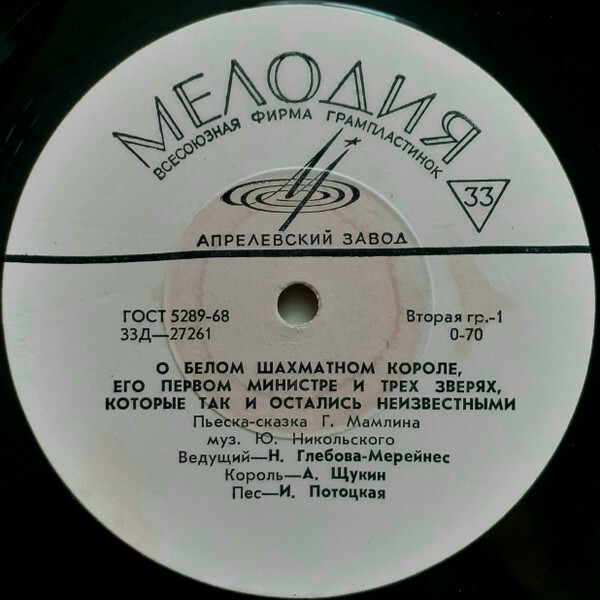 МЕЛОДИЯ
ВСЕСОЮЗНАЯ ФИРМА ГРАМПЛАСТИНОК
33
АПРЕЛЕВСКИЙ ЗАВОД
ГОСТ 5289-68 Вторая гр.-1
33Д—27261 0-70
О БЕЛОМ ШАХМАТНОМ КОРОЛЕ,
ЕГО ПЕРВОМ МИНИСТРЕ И ТРЕХ ЗВЕРЯХ,
КОТОРЫЕ ТАК И ОСТАЛИСЬ НЕИЗВЕСТНЫМИ
Пьеска-сказка Г. Мамлина
муз. Ю. Никольского
Ведущий—Н. Глебова-Мерейнес
Король—А. Щукин
Пес—И. Потоцкая